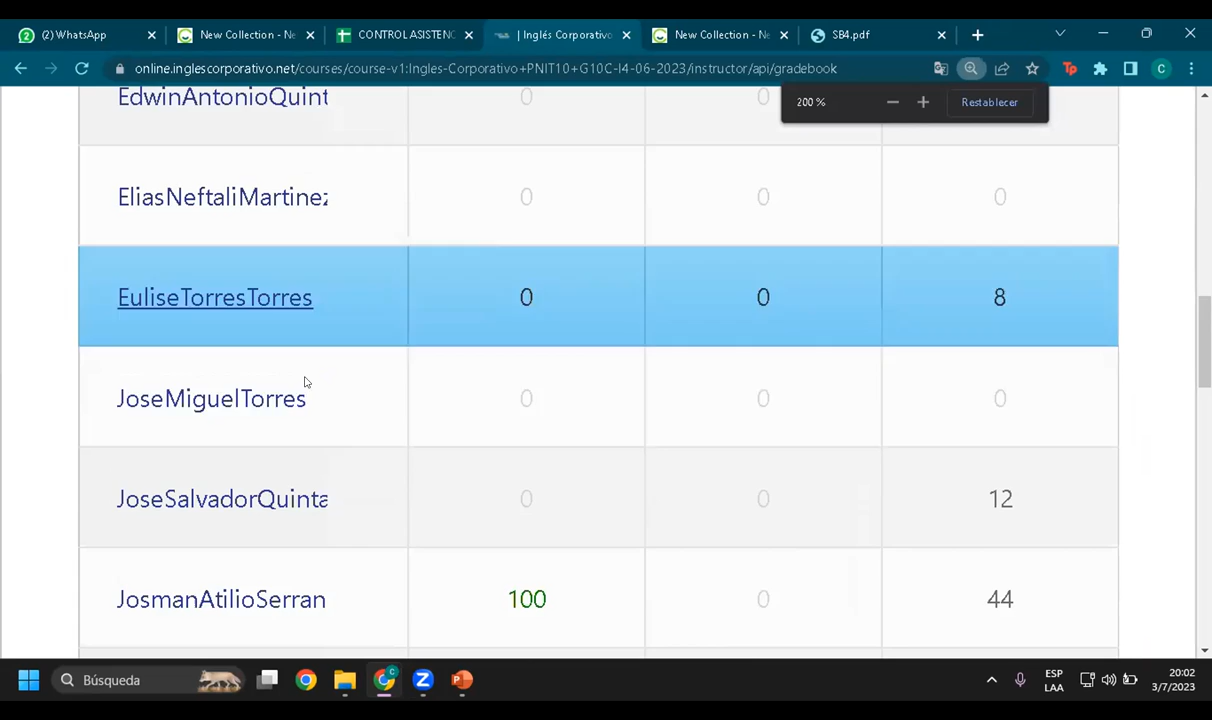 (2) WhatsApp
New Collection - Ne
CONTROL ASISTENC
| Inglés Corporativo
New Collection - Ne
SB4.pdf
online.inglescorporativo.net/courses/course-v1:Ingles-Corporativo+PNIT10+G10C-I4-06-2023/instructor/api/gradebook
200 %
Restablecer
EdwinAntonioQuint 0 0
EliasNeftaliMartinez 0 0 0
EuliseTorresTorres 0 0 8
JoseMiguelTorres 0 0 0
JoseSalvadorQuinta 0 0 12
JosmanAtilioSerran 100 0 44
Búsqueda
ESP
LAA
20:02
3/7/2023